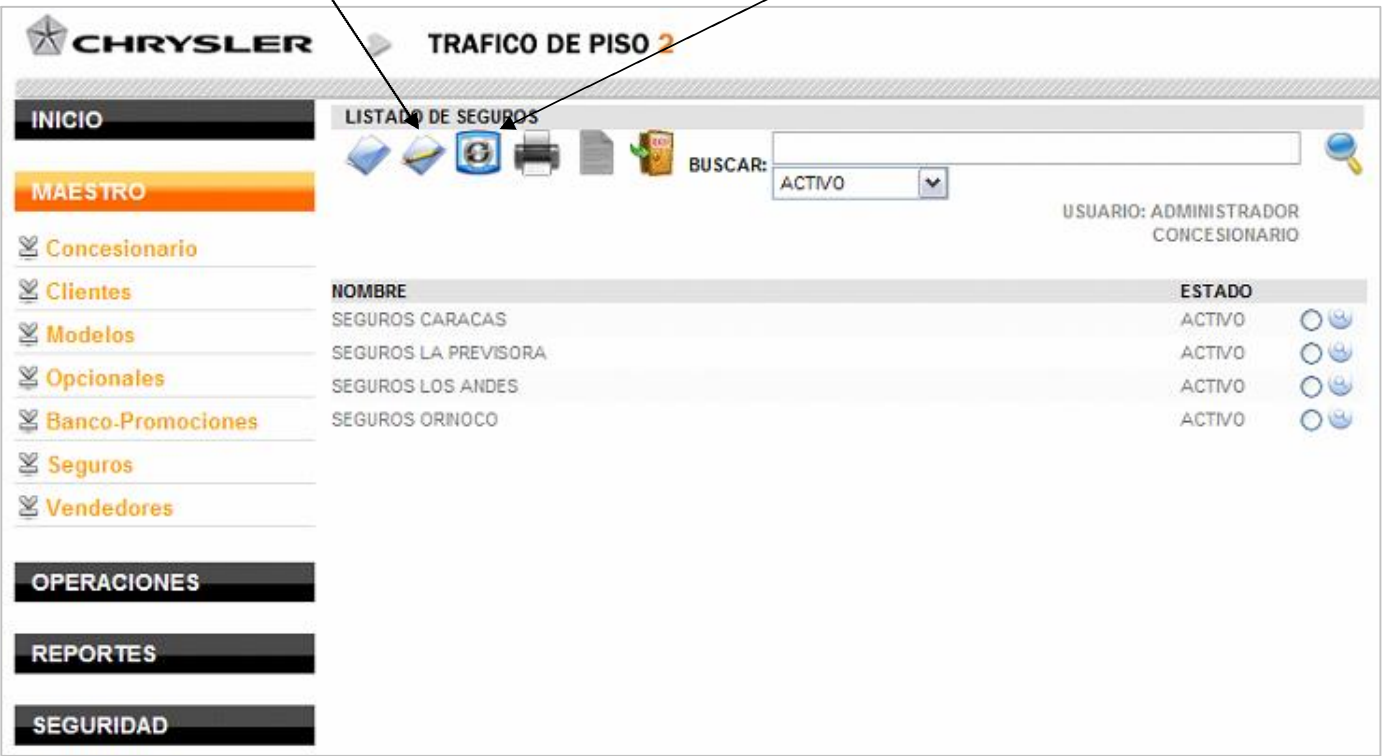 CHRYSLER TRAFICO DE PISO 2
INICIO
MAESTRO
Concesionario
Clientes
Modelos
Opcionales
Banco-Promociones
Seguros
Vendedores
OPERACIONES
REPORTES
SEGURIDAD
LISTADO DE SEGUROS
EXIT
BUSCAR:
ACTIVO
USUARIO: ADMINISTRADOR
CONCESIONARIO
NOMBRE ESTADO
SEGUROS CARACAS ACTIVO
SEGUROS LA PREVISORA ACTIVO
SEGUROS LOS ANDES ACTIVO
SEGUROS ORINOCO ACTIVO